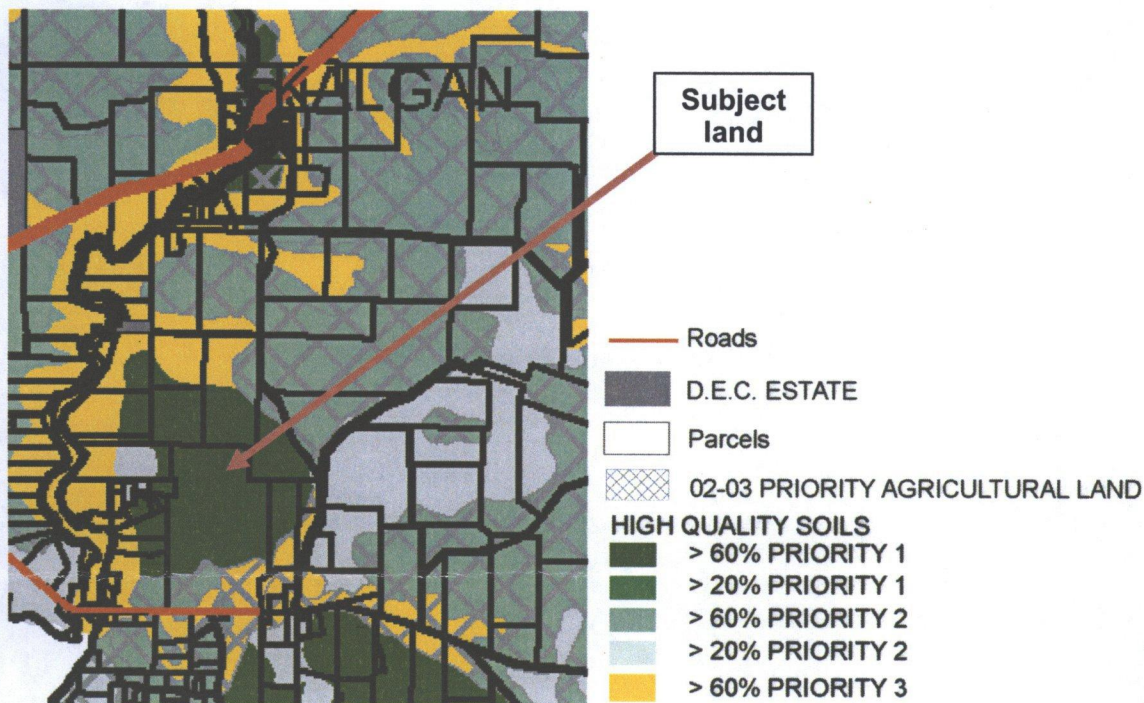 KALGAN
Subject
land
Roads
D.E.C. ESTATE
Parcels
02-03 PRIORITY AGRICULTURAL LAND
HIGH QUALITY SOILS
> 60% PRIORITY 1
> 20% PRIORITY 1
> 60% PRIORITY 2
> 20% PRIORITY 2
> 60% PRIORITY 3